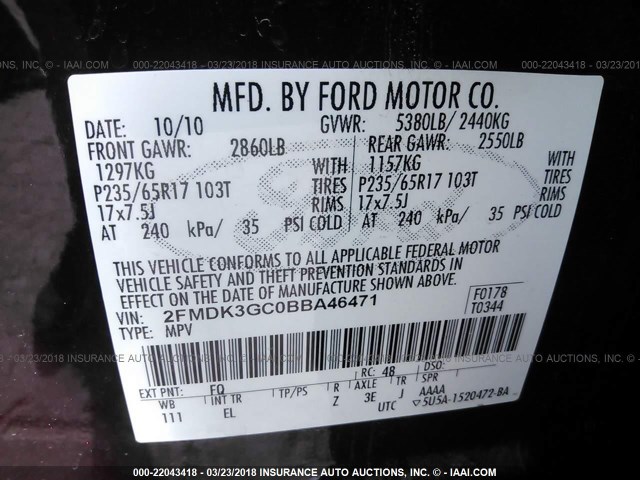 000-22043418 - 03/23/2018 INSURANCE AUTO AUCTIONS, INC. - © IAAI.COM
MFD. BY FORD MOTOR CO.
DATE: 10/10 GVWR: 5380LB/ 2440KG
FRONT GAWR: 2860LB REAR GAWR: 2550LB
1297KG WITH 1157KG WITH
P235/65R17 103T TIRES P235/65R17 103T TIRES
17x7.5J RIMS 17x7.5J RIMS
AT 240 kPa/ 35 PSI COLD AT 240 kPa/ 35 PSI COLD
THIS VEHICLE CONFORMS TO ALL APPLICABLE FEDERAL MOTOR
VEHICLE SAFETY AND THEFT PREVENTION STANDARDS IN
EFFECT ON THE DATE OF MANUFACTURE SHOWN ABOVE.
VIN: 2FMDK3GC0BBA46471 F0178
TYPE: MPV T0344
EXT PNT: FQ RC: 48 DSO:
WB INT TR TP/PS R AXLE TR SPR
111 EL Z 3E J AAAA
UTC ▽5U5A-1520472-BA
000-22043418 - 03/23/2018 INSURANCE AUTO AUCTIONS, INC. - © IAAI.COM